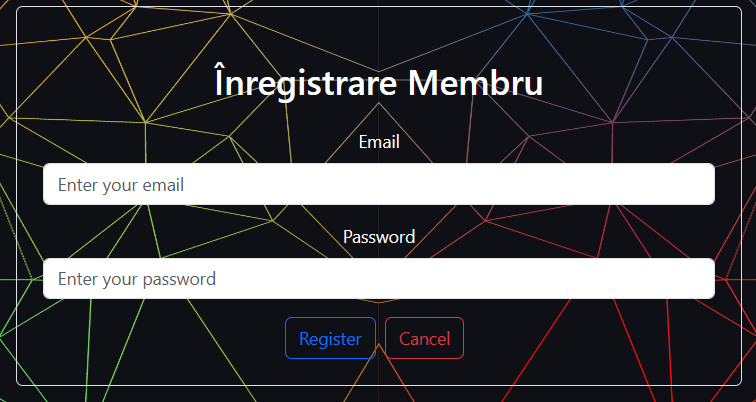 Înregistrare Membru
Email
Enter your email
Password
Enter your password
Register Cancel